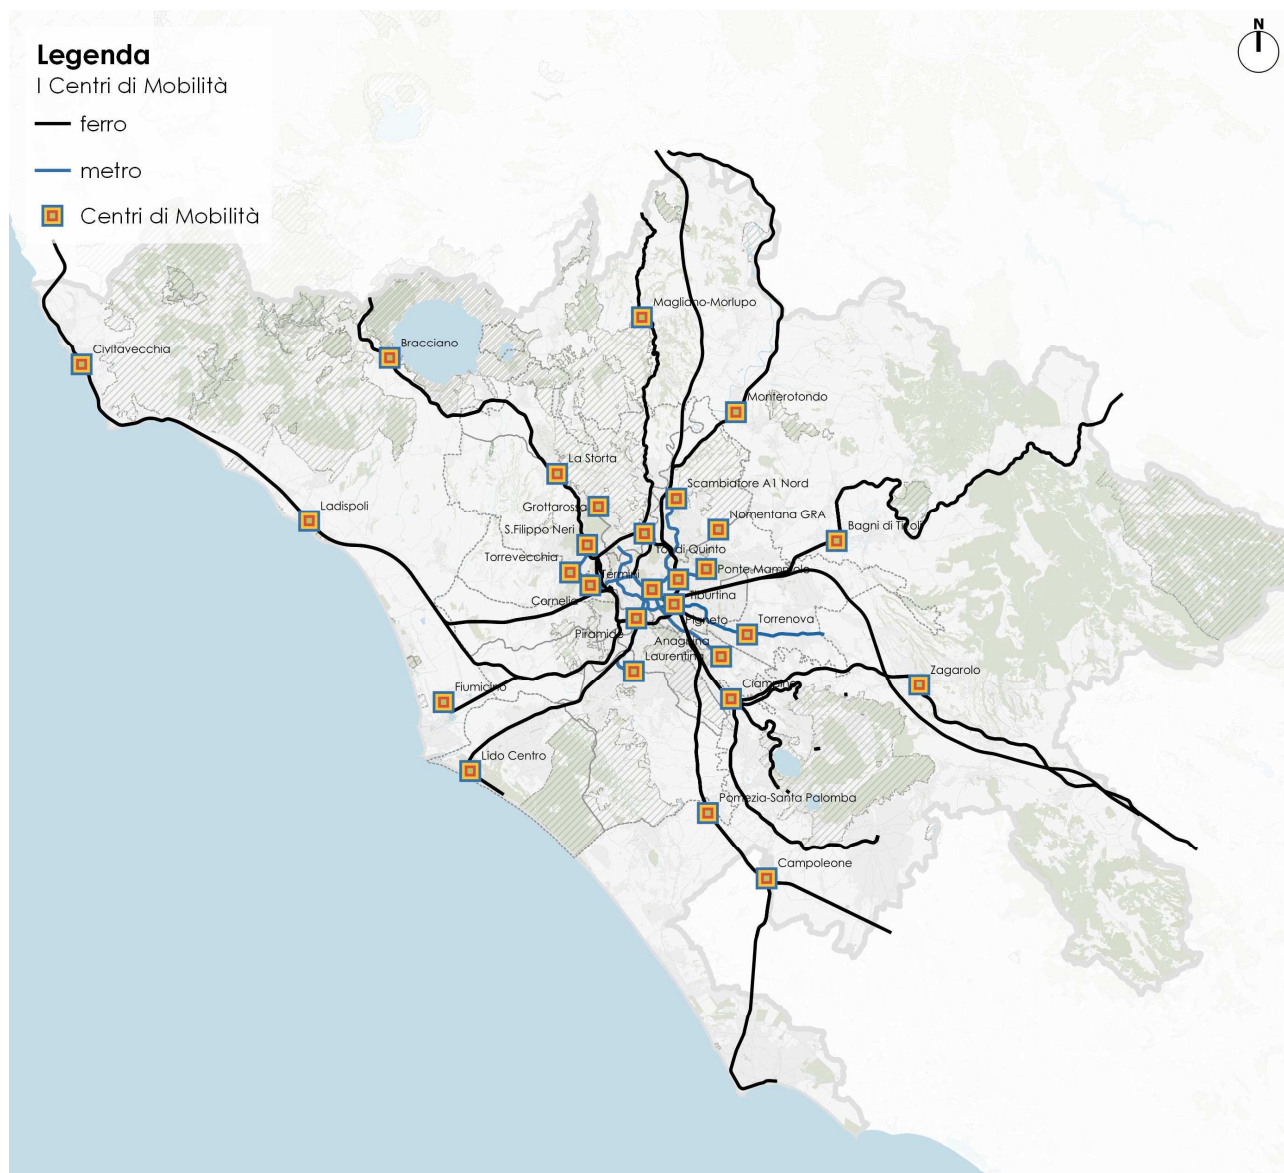 N
Legenda
I Centri di Mobilità
ferro
metro
Centri di Mobilità
Magliano-Morlupo
Civitavecchia
Bracciano
Monterotondo
La Storta
Scambiatore A1 Nord
Ladispoli
Grottarossa
Nomentana GRA
S.Filippo Neri
Bagni di Tivoli
Torrevecchia
Tor di Quinto
Termini
Ponte Mammolo
Cornelia
Tiburtina
Pigneto
Torrenova
Piramide
Anagnina
Laurentina
Zagarolo
Fiumicino
Ciampino
Lido Centro
Pomezia-Santa Palomba
Campoleone